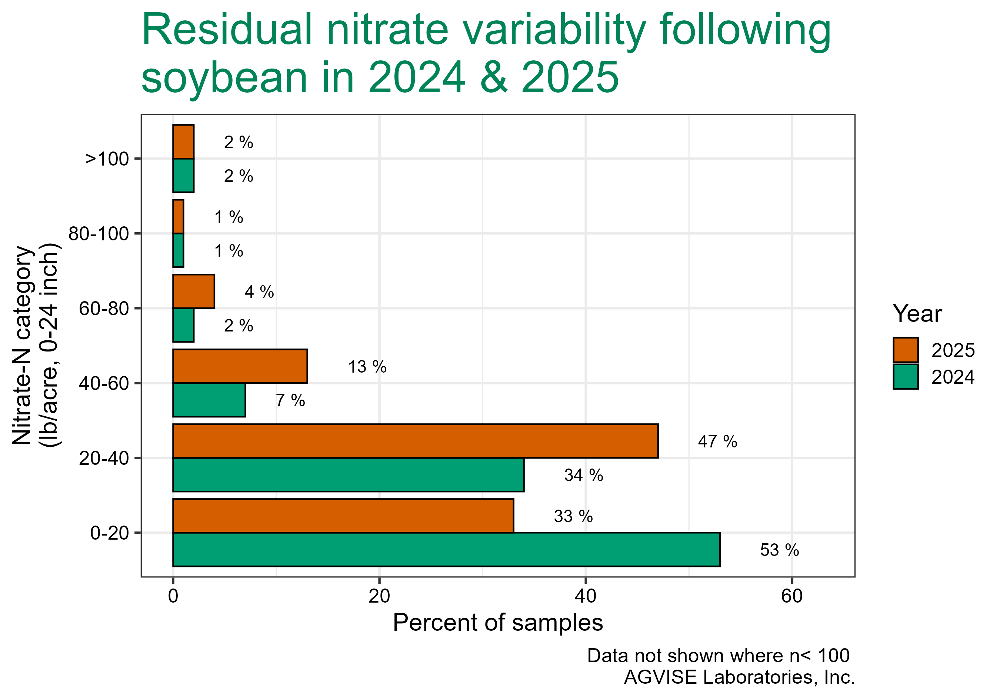 Residual nitrate variability following
soybean in 2024 & 2025
Nitrate-N category
(lb/acre, 0-24 inch)
>100
2 %
2 %
80-100
1 %
1 %
60-80
4 %
2 %
40-60
13 %
7 %
20-40
47 %
34 %
0-20
33 %
53 %
0 20 40 60
Percent of samples
Year
2025
2024
Data not shown where n< 100
AGVISE Laboratories, Inc.